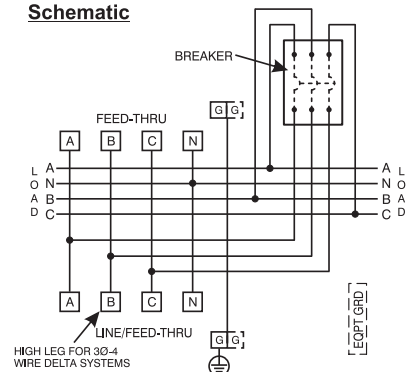 Schematic
BREAKER
FEED-THRU
G G
A B C N
L O A D
A
N
B
C
A
N
B
C
L O A D
A B C N
LINE/FEED-THRU
G G
EQPT GRD
HIGH LEG FOR 3Ø-4
WIRE DELTA SYSTEMS